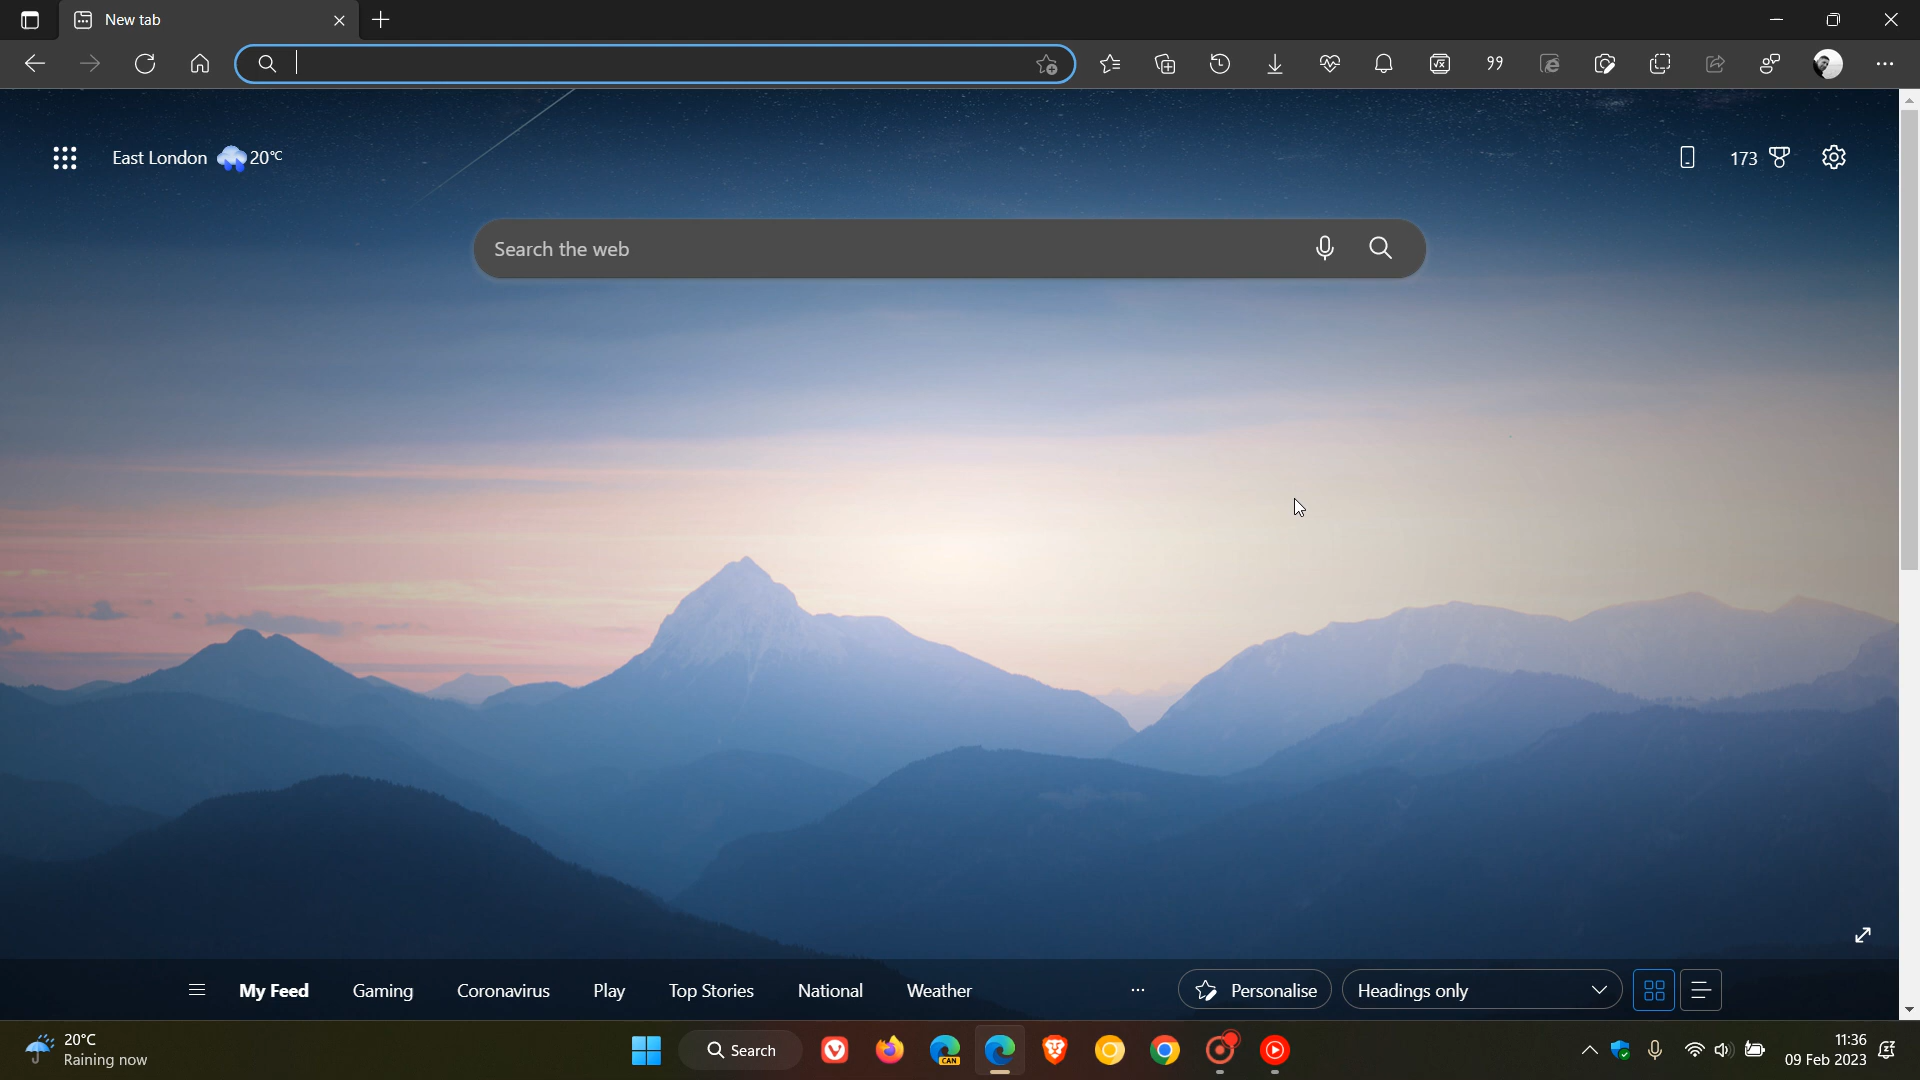 New tab
East London 20°C
173
Search the web
My Feed Gaming Coronavirus Play Top Stories National Weather ... Personalise Headings only
20°C
Raining now
Search
CAN
11:36
09 Feb 2023